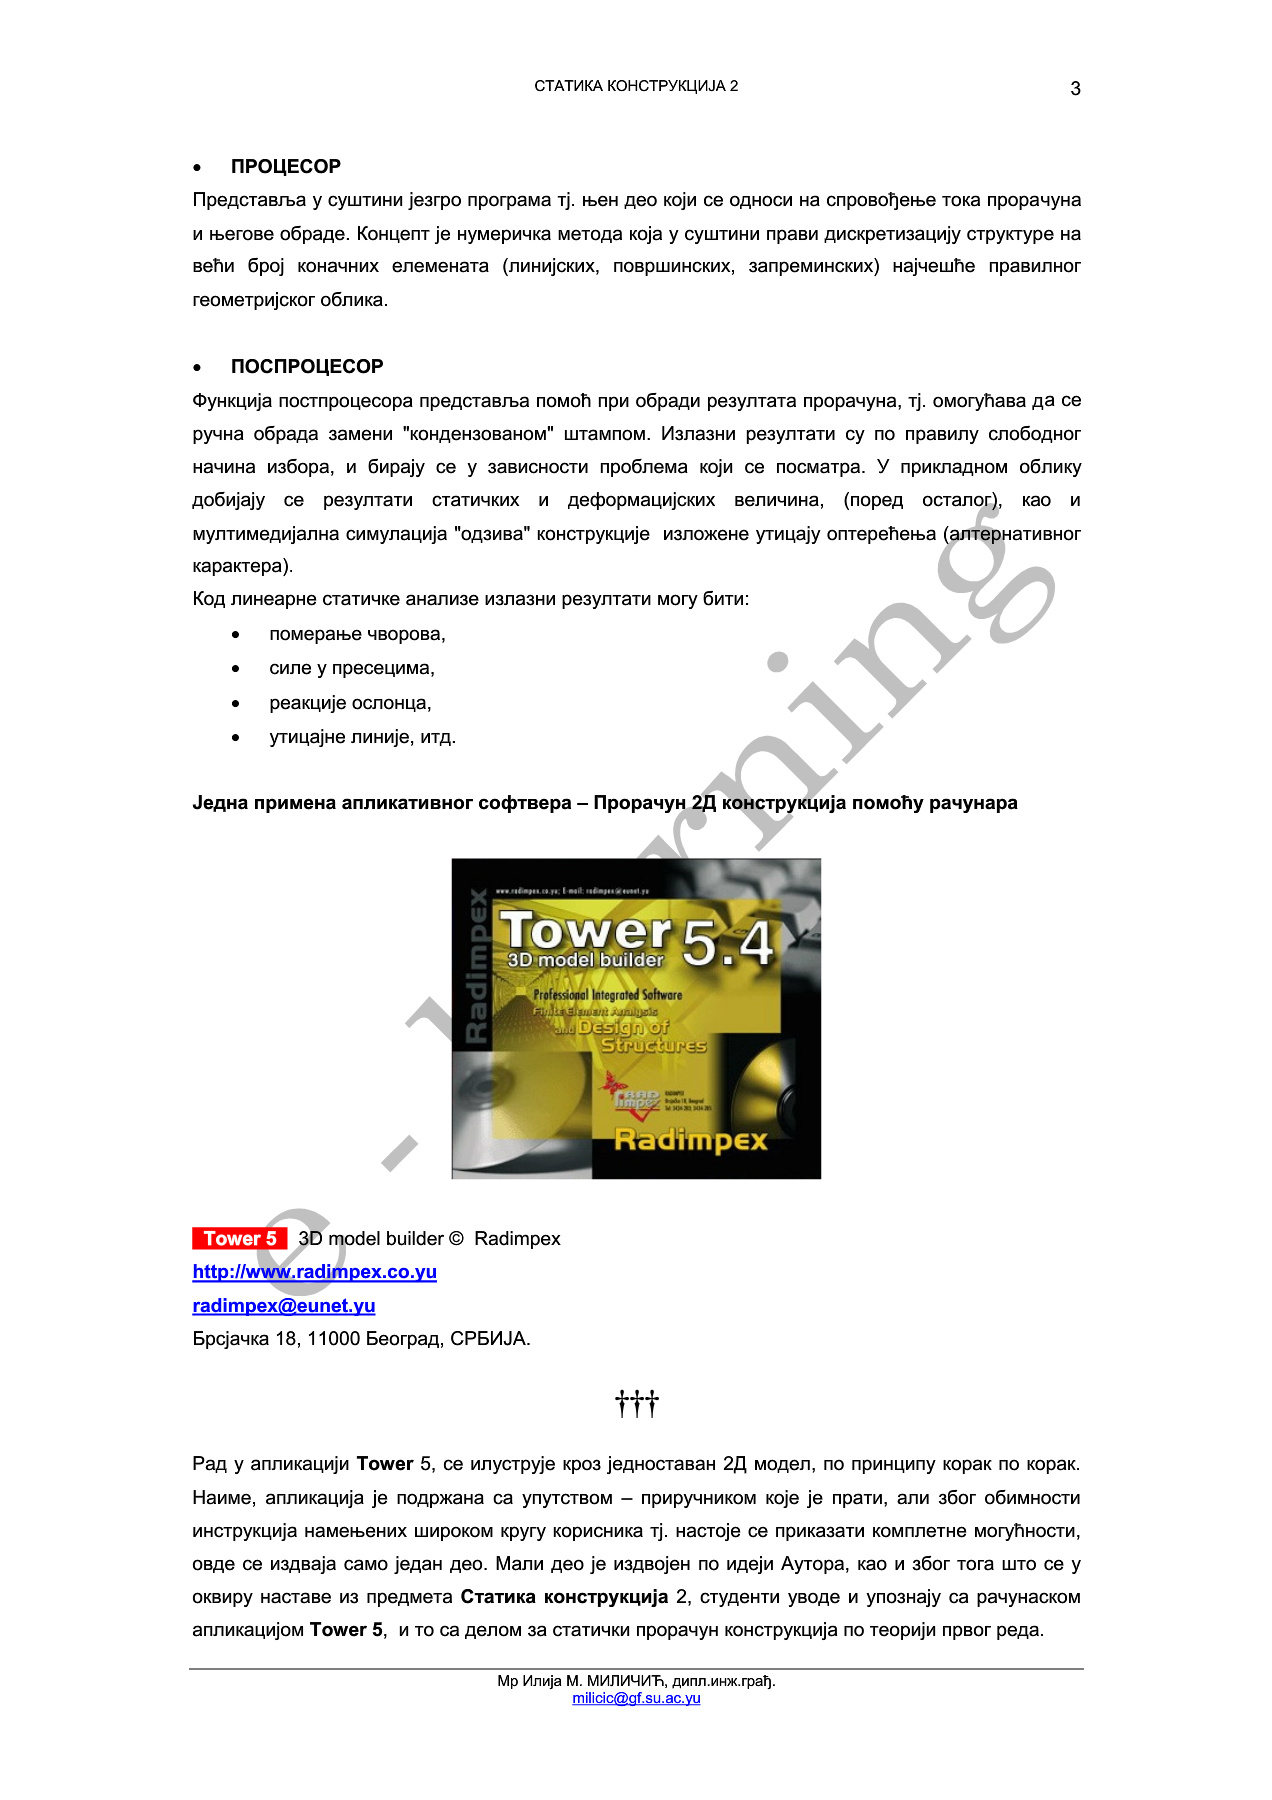 СТАТИКА КОНСТРУКЦИЈА 2
3
• ПРОЦЕСОР
Представља у суштини језгро програма тј. њен део који се односи на спровођење тока прорачуна
и његове обраде. Концепт је нумеричка метода која у суштини прави дискретизацију структуре на
већи број коначних елемената (линијских, површинских, запреминских) најчешће правилног
геометријског облика.
• ПОСПРОЦЕСОР
Функција постпроцесора представља помоћ при обради резултата прорачуна, тј. омогућава да се
ручна обрада замени "кондензованом" штампом. Излазни резултати су по правилу слободног
начина избора, и бирају се у зависности проблема који се посматра. У прикладном облику
добијају се резултати статичких и деформацијских величина, (поред осталог), као и
мултимедијална симулација "одзива" конструкције изложене утицају оптерећења (алтернативног
карактера).
Код линеарне статичке анализе излазни резултати могу бити:
• померање чворова,
• силе у пресецима,
• реакције ослонца,
• утицајне линије, итд.
Једна примена апликативног софтвера – Прорачун 2Д конструкција помоћу рачунара
www.radimpex.co.yu; E-mail: radimpex@eunet.yu
Radimpex
Tower 5.4
3D model builder
Professional Integrated Software
Finite Element Analysis
and Design of
Structures
RAD
impex
RADIMPEX
Radimpex
Tower 5 3D model builder © Radimpex
http://www.radimpex.co.yu
radimpex@eunet.yu
Брсјачка 18, 11000 Београд, СРБИЈА.
†††
Рад у апликацији Tower 5, се илуструје кроз једноставан 2Д модел, по принципу корак по корак.
Наиме, апликација је подржана са упутством – приручником које је прати, али због обимности
инструкција намењених широком кругу корисника тј. настоје се приказати комплетне могућности,
овде се издваја само један део. Мали део је издвојен по идеји Аутора, као и због тога што се у
оквиру наставе из предмета Статика конструкција 2, студенти уводе и упознају са рачунаском
апликацијом Tower 5, и то са делом за статички прорачун конструкција по теорији првог реда.
Мр Илија М. МИЛИЧИЋ, дипл.инж.грађ.
milicic@gf.su.ac.yu